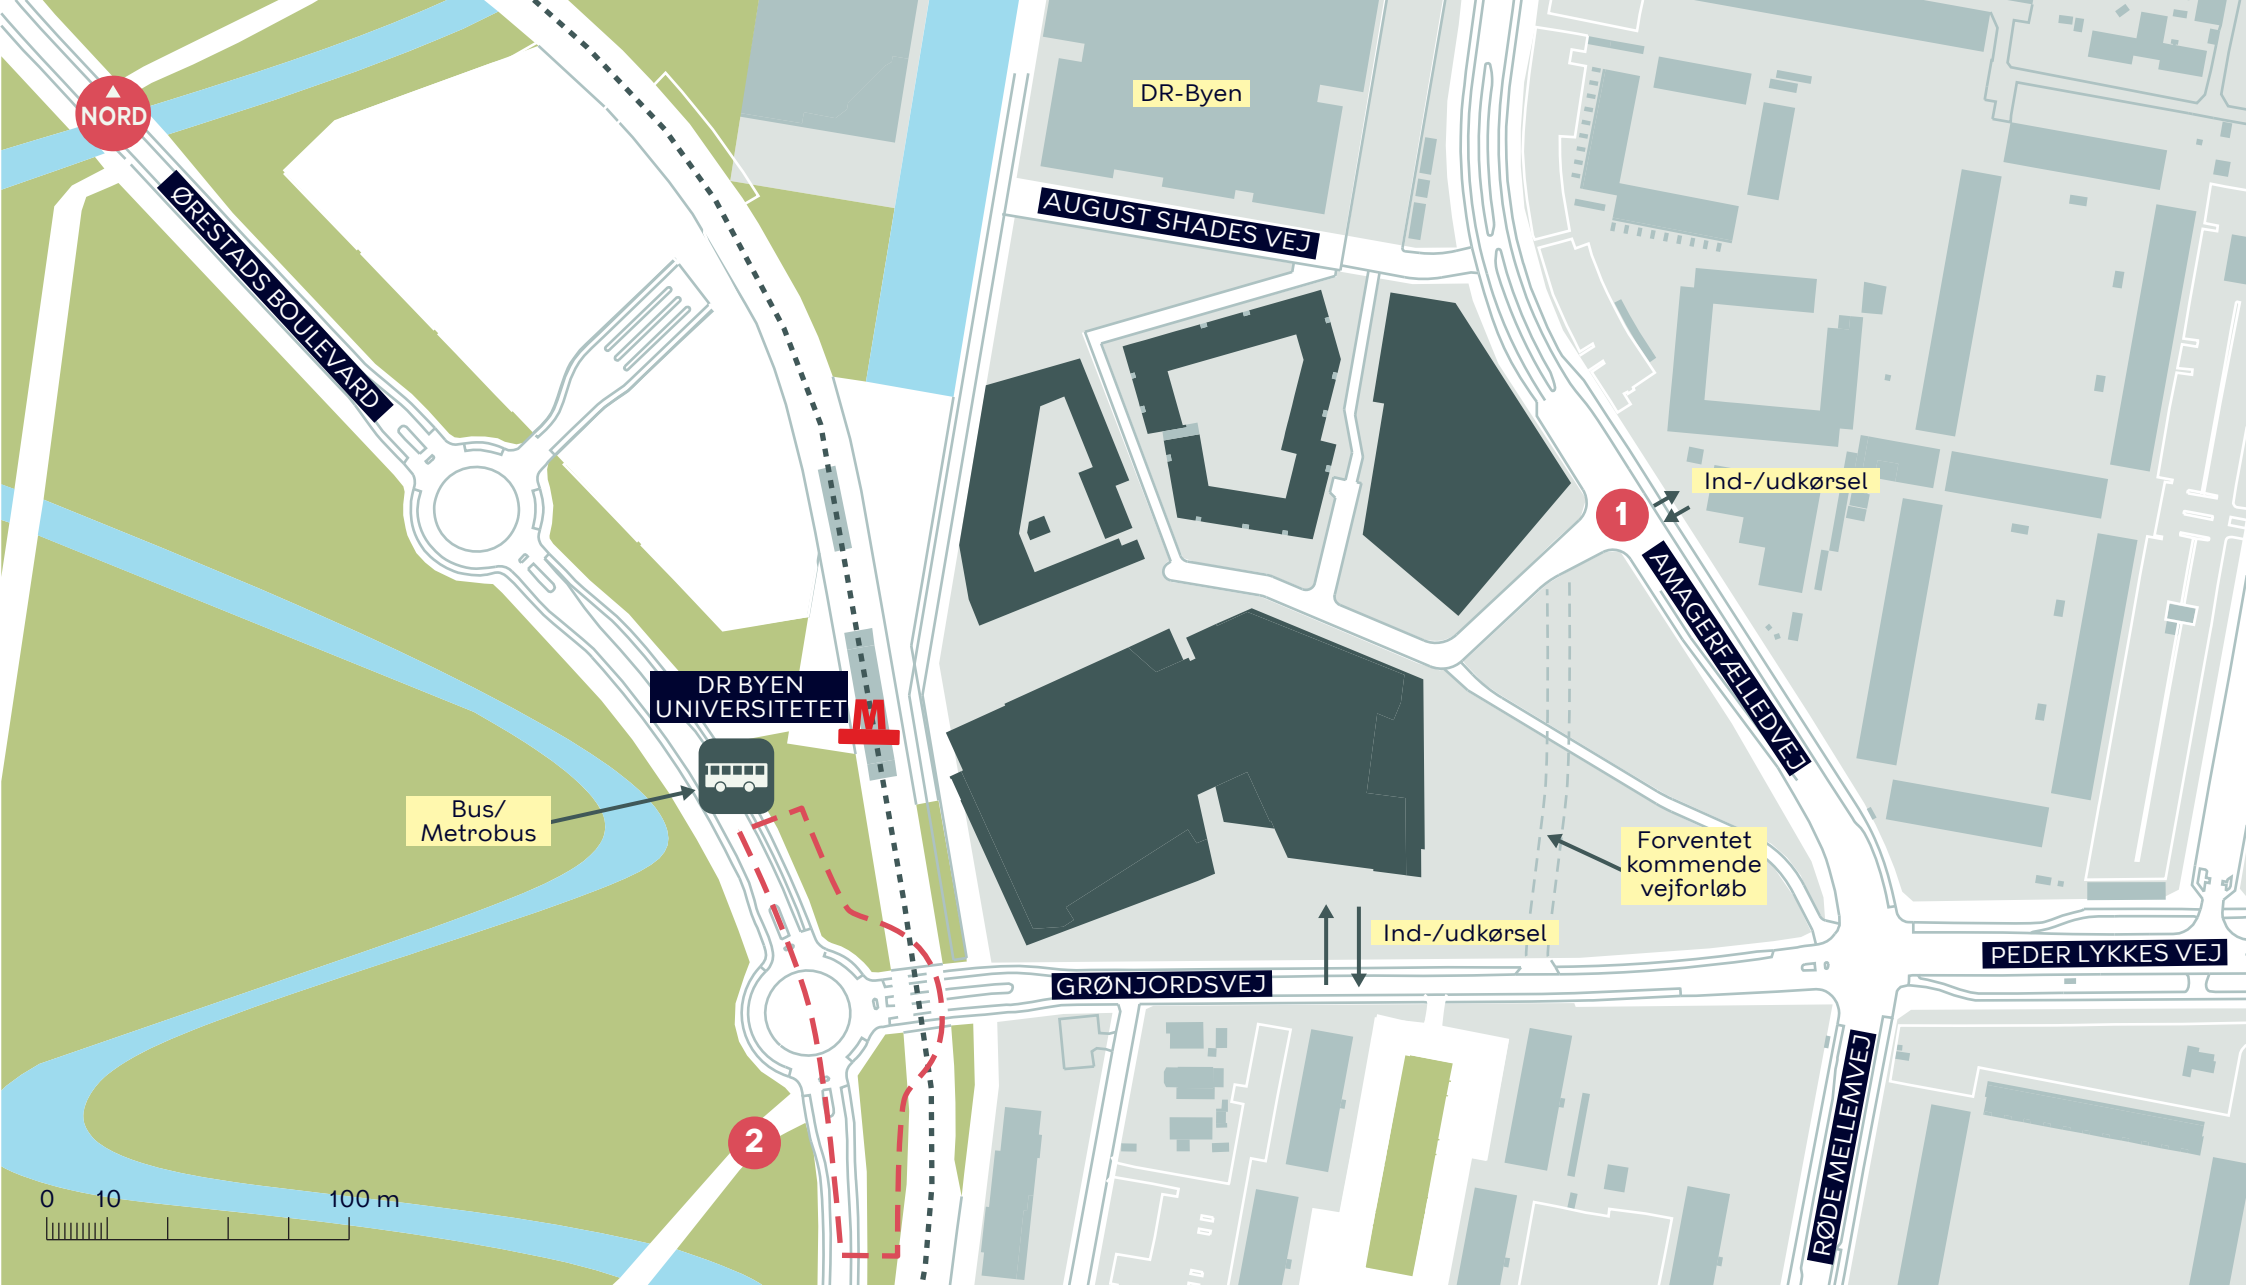 NORD
DR-Byen
ØRESTADS BOULEVARD
AUGUST SHADES VEJ
Ind-/udkørsel
1
AMAGERFÆLLEDVEJ
DR BYEN
UNIVERSITETET
M
Bus/
Metrobus
Forventet
kommende
vejforløb
Ind-/udkørsel
GRØNJORDSVEJ
PEDER LYKKES VEJ
2
RØDE MELLEMVEJ
0 10 100 m